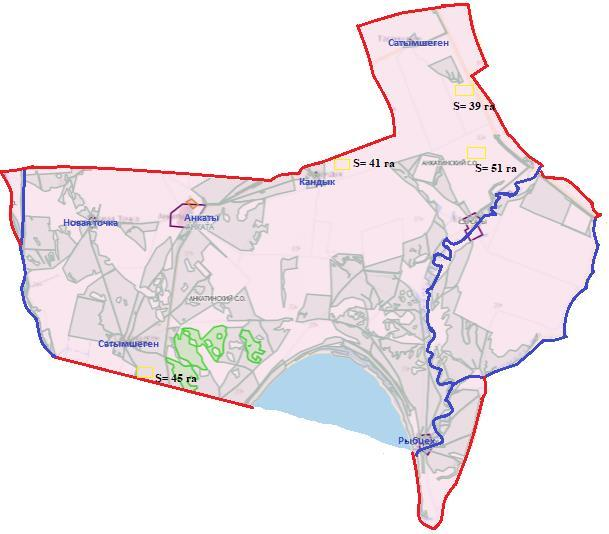 Сатымшеген
S= 39 га
S= 41 га
АНКАТИНСКИЙ С.О.
S= 51 га
Кандык
Новая точка
Анкаты
АНКАТА
АНКАТИНСКИЙ С.О.
Сатымшеген
S= 45 га
Рыбцех